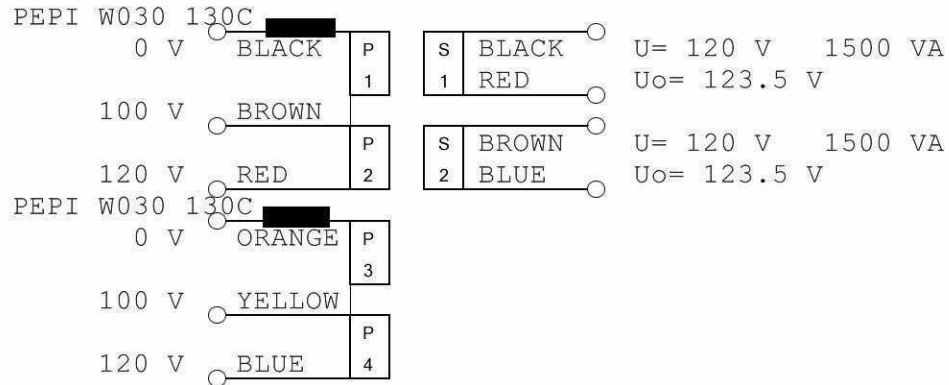 PEPI W030 130C
0 V BLACK P S BLACK U= 120 V 1500 VA
1 1 RED Uo= 123.5 V
100 V BROWN
P S BROWN U= 120 V 1500 VA
120 V RED 2 2 BLUE Uo= 123.5 V
PEPI W030 130C
0 V ORANGE P
3
100 V YELLOW
P
120 V BLUE 4